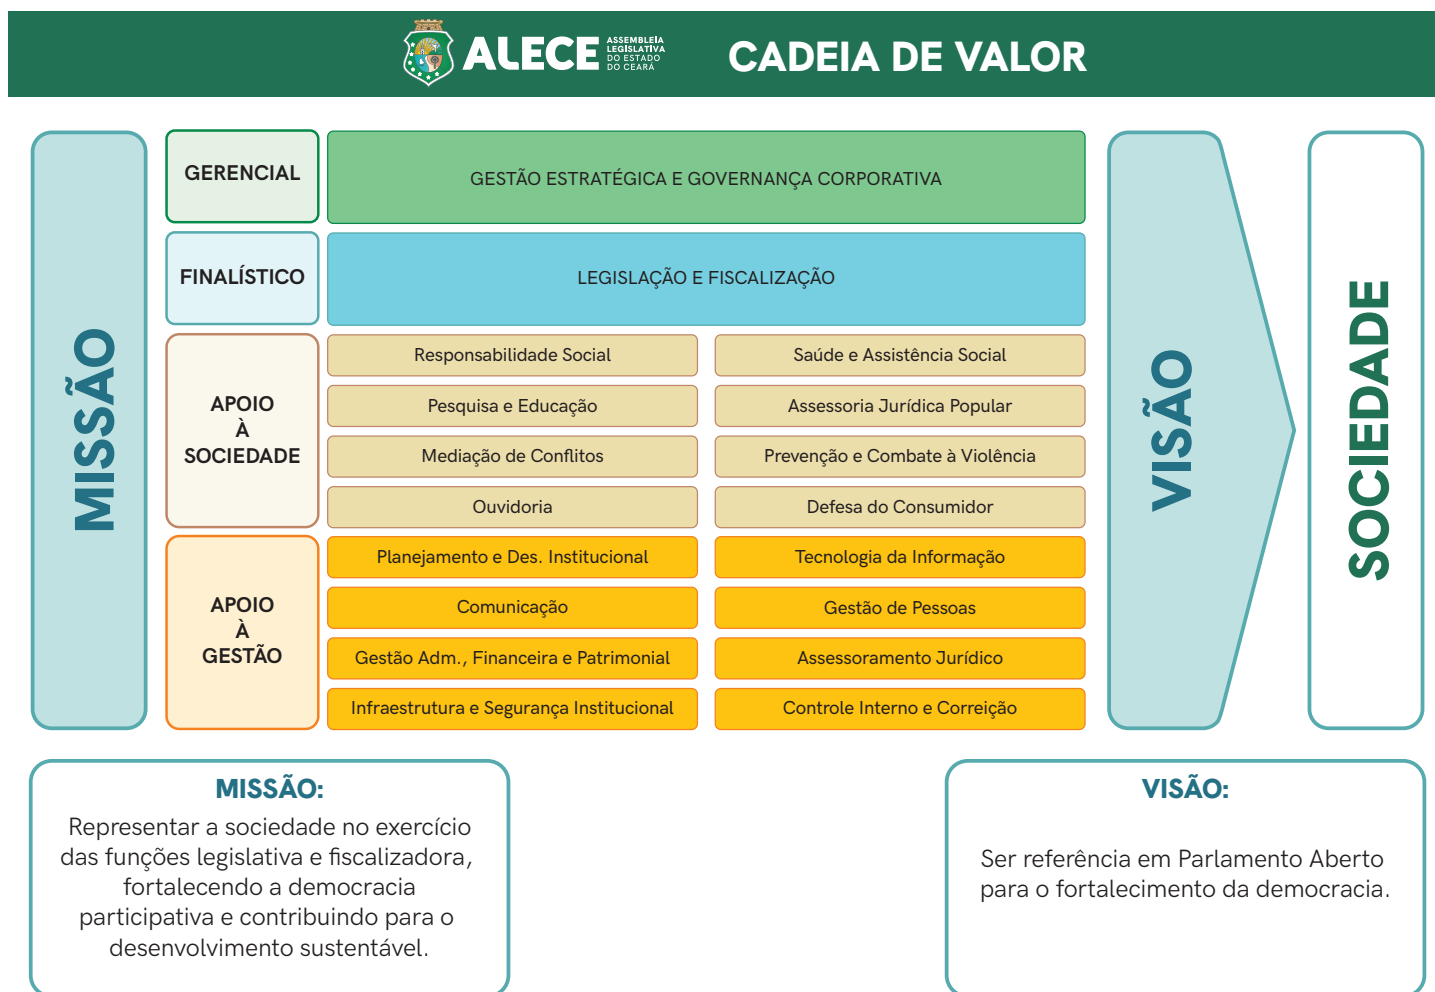 ALECE
ASSEMBLEIA
LEGISLATIVA
DO ESTADO
DO CEARÁ
CADEIA DE VALOR
MISSÃO
GERENCIAL
GESTÃO ESTRATÉGICA E GOVERNANÇA CORPORATIVA
FINALÍSTICO
LEGISLAÇÃO E FISCALIZAÇÃO
APOIO
À
SOCIEDADE
Responsabilidade Social
Saúde e Assistência Social
Pesquisa e Educação
Assessoria Jurídica Popular
Mediação de Conflitos
Prevenção e Combate à Violência
Ouvidoria
Defesa do Consumidor
APOIO
À
GESTÃO
Planejamento e Des. Institucional
Tecnologia da Informação
Comunicação
Gestão de Pessoas
Gestão Adm., Financeira e Patrimonial
Assessoramento Jurídico
Infraestrutura e Segurança Institucional
Controle Interno e Correição
VISÃO
SOCIEDADE
MISSÃO:
Representar a sociedade no exercício
das funções legislativa e fiscalizadora,
fortalecendo a democracia
participativa e contribuindo para o
desenvolvimento sustentável.
VISÃO:
Ser referência em Parlamento Aberto
para o fortalecimento da democracia.